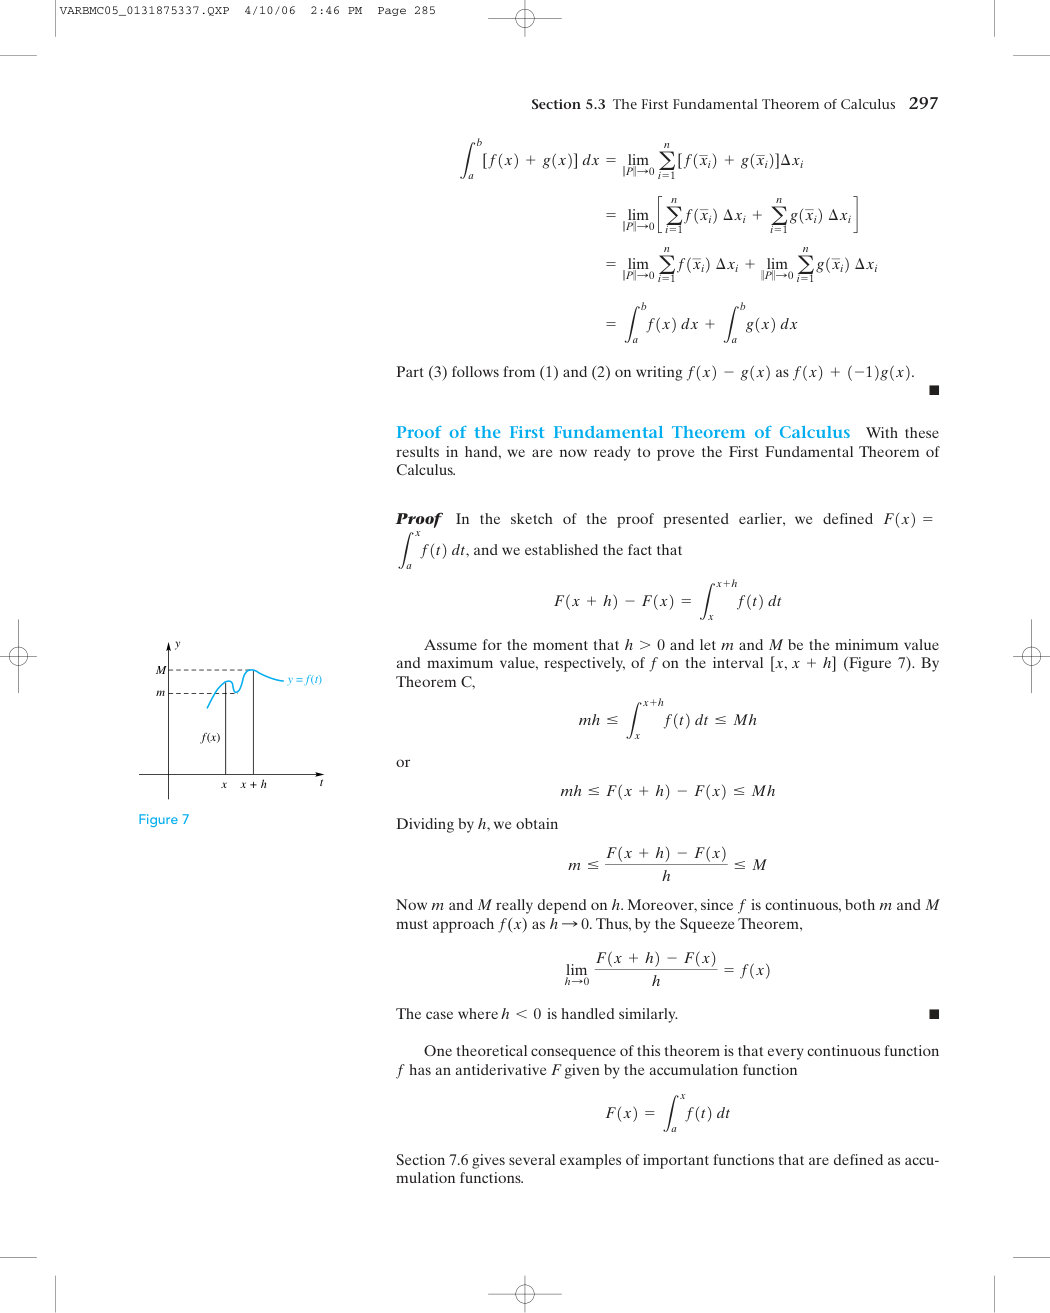 VARBMC05_0131875337.QXP 4/10/06 2:46 PM Page 285
Section 5.3 The First Fundamental Theorem of Calculus 297
∫_a^b [f(x) + g(x)] dx = lim_{‖P‖→0} ∑_{i=1}^n [f(x̄_i) + g(x̄_i)]Δx_i
= lim_{‖P‖→0} [∑_{i=1}^n f(x̄_i) Δx_i + ∑_{i=1}^n g(x̄_i) Δx_i]
= lim_{‖P‖→0} ∑_{i=1}^n f(x̄_i) Δx_i + lim_{‖P‖→0} ∑_{i=1}^n g(x̄_i) Δx_i
= ∫_a^b f(x) dx + ∫_a^b g(x) dx
Part (3) follows from (1) and (2) on writing f(x) − g(x) as f(x) + (−1)g(x).
■
Proof of the First Fundamental Theorem of Calculus With these
results in hand, we are now ready to prove the First Fundamental Theorem of
Calculus.
Proof In the sketch of the proof presented earlier, we defined F(x) =
∫_a^x f(t) dt, and we established the fact that
F(x + h) − F(x) = ∫_x^{x+h} f(t) dt
Assume for the moment that h > 0 and let m and M be the minimum value
and maximum value, respectively, of f on the interval [x, x + h] (Figure 7). By
Theorem C,
mh ≤ ∫_x^{x+h} f(t) dt ≤ Mh
or
mh ≤ F(x + h) − F(x) ≤ Mh
Dividing by h, we obtain
m ≤ (F(x + h) − F(x))/h ≤ M
Now m and M really depend on h. Moreover, since f is continuous, both m and M
must approach f(x) as h → 0. Thus, by the Squeeze Theorem,
lim_{h→0} (F(x + h) − F(x))/h = f(x)
The case where h < 0 is handled similarly. ■
One theoretical consequence of this theorem is that every continuous function
f has an antiderivative F given by the accumulation function
F(x) = ∫_a^x f(t) dt
Section 7.6 gives several examples of important functions that are defined as accu-
mulation functions.
y
M
y = f(t)
m
f(x)
x x + h t
Figure 7